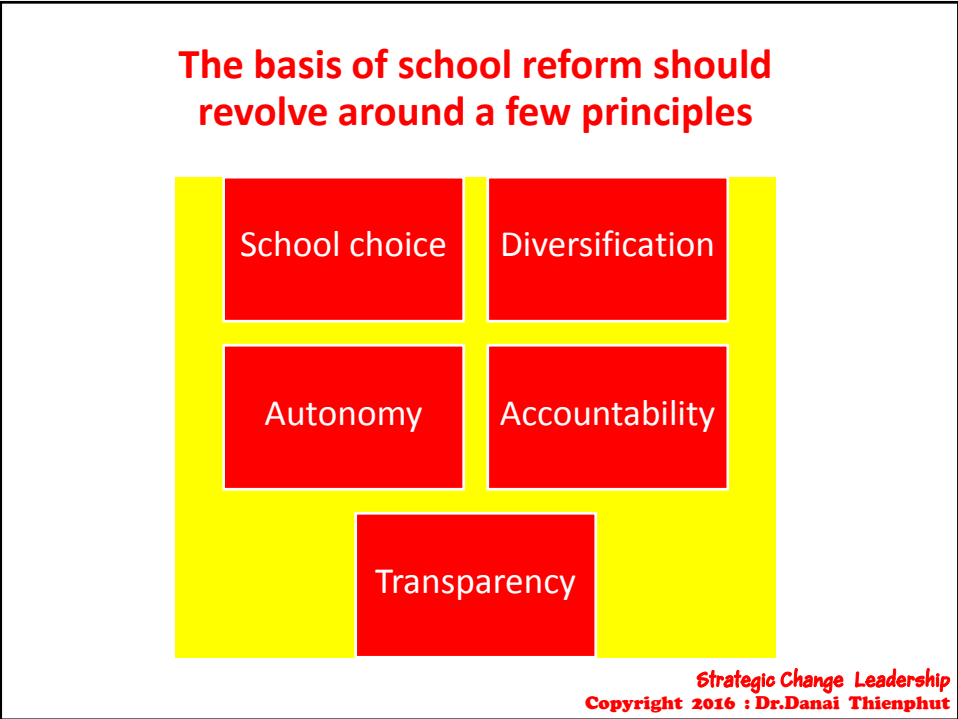 The basis of school reform should
revolve around a few principles
School choice
Diversification
Autonomy
Accountability
Transparency
Strategic Change Leadership
Copyright 2016 : Dr.Danai Thienphut